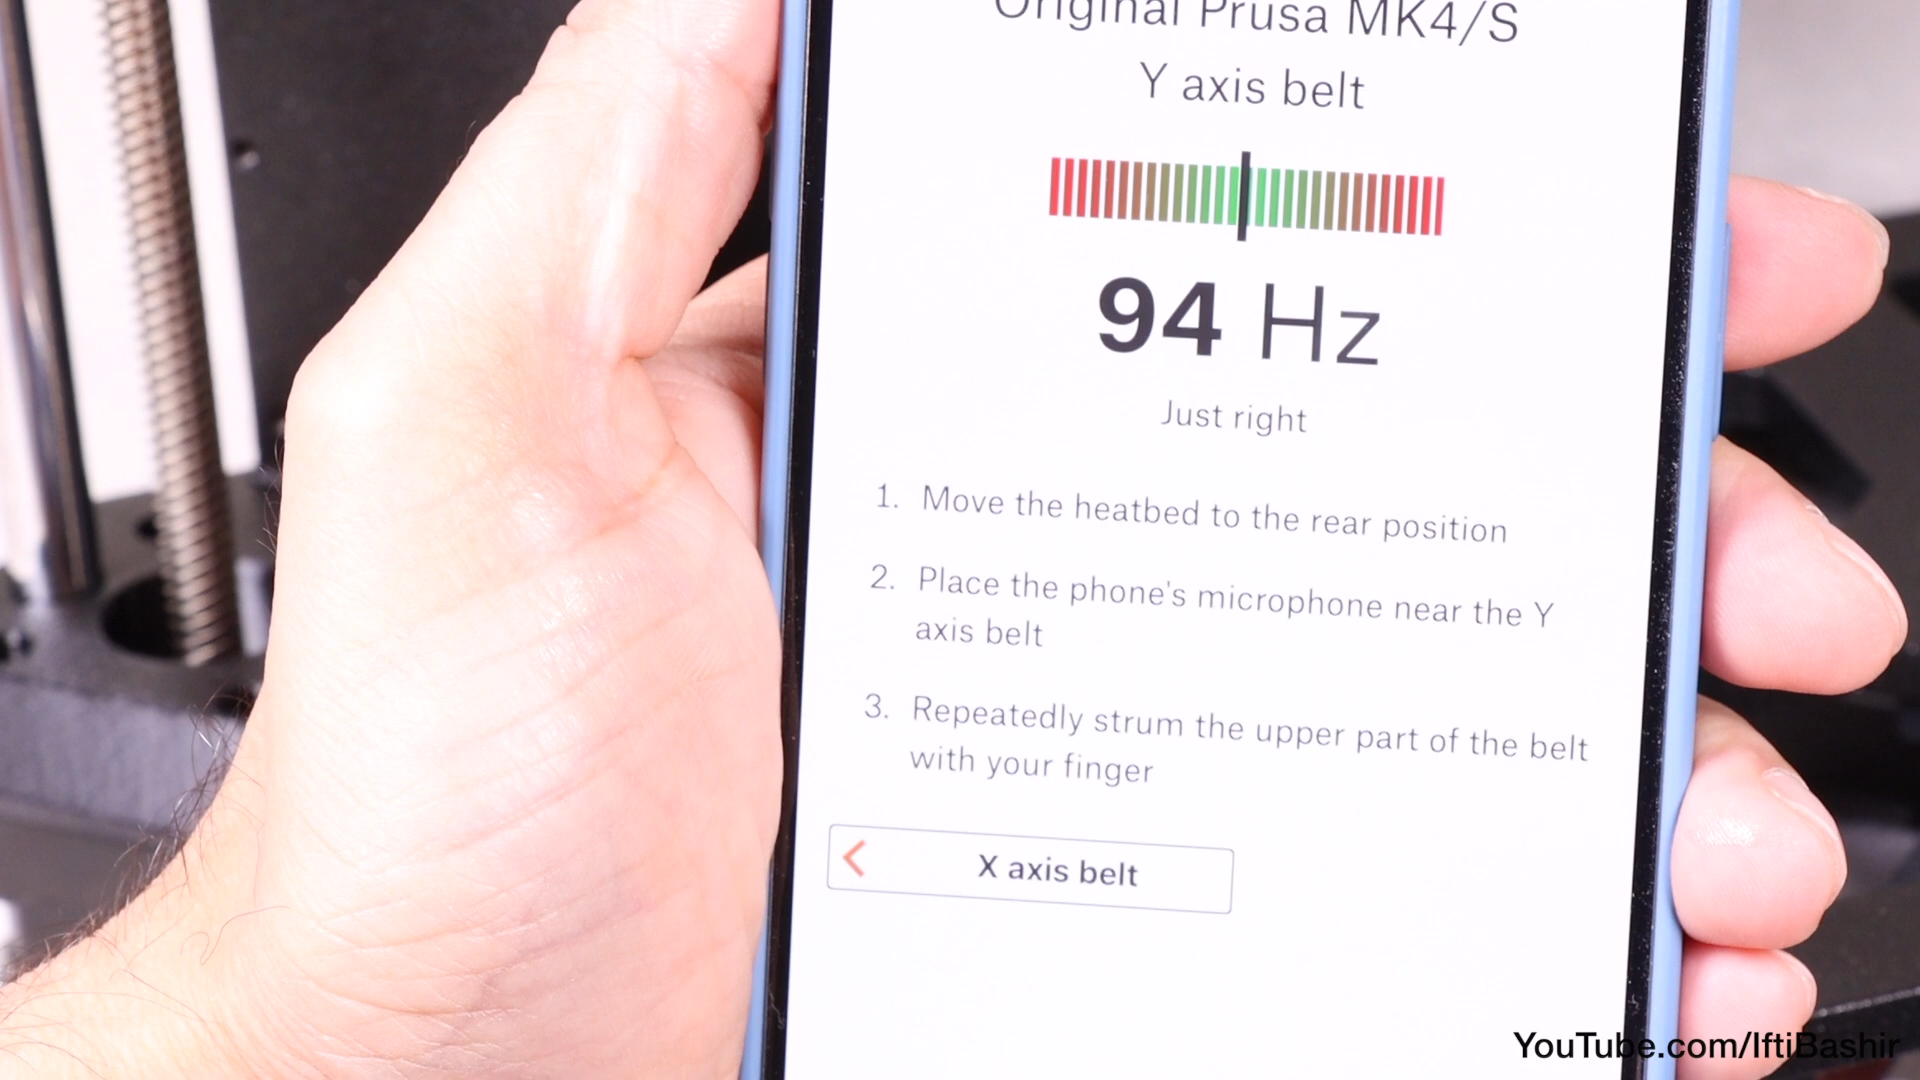 Original Prusa MK4/S
Y axis belt
94 Hz
Just right
1. Move the heatbed to the rear position
2. Place the phone's microphone near the Y
axis belt
3. Repeatedly strum the upper part of the belt
with your finger
X axis belt
YouTube.com/IftiBashir